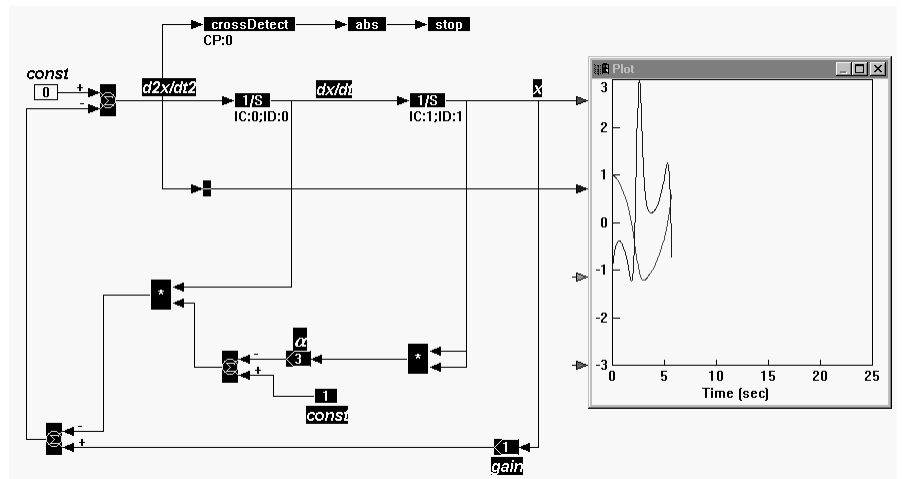 crossDetect
abs
stop
CP:0
const
0
+
-
Σ
d2x/dt2
1/S
IC:0;ID:0
dx/dt
1/S
IC:1;ID:1
x
-
*
α
3
-
+
Σ
*
1
const
-
+
Σ
1
gain
Plot
3
2
1
0
-1
-2
-3
0 5 10 15 20 25
Time (sec)